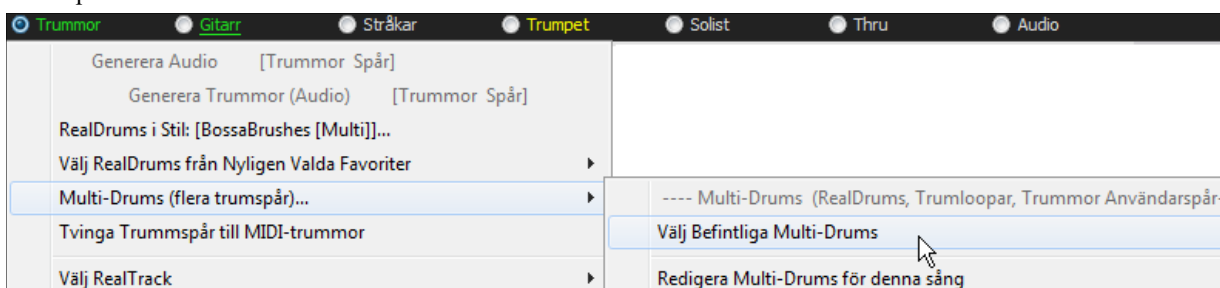 Trummor Gitarr Stråkar Trumpet Solist Thru Audio
Generera Audio [Trummor Spår]
Generera Trummor (Audio) [Trummor Spår]
RealDrums i Stil: [BossaBrushes [Multi]]...
Välj RealDrums från Nyligen Valda Favoriter
Multi-Drums (flera trumspår)...
---- Multi-Drums (RealDrums, Trumloopar, Trummor Användarspår-
Tvinga Trummspår till MIDI-trummor
Välj Befintliga Multi-Drums
Välj RealTrack
Redigera Multi-Drums för denna sång